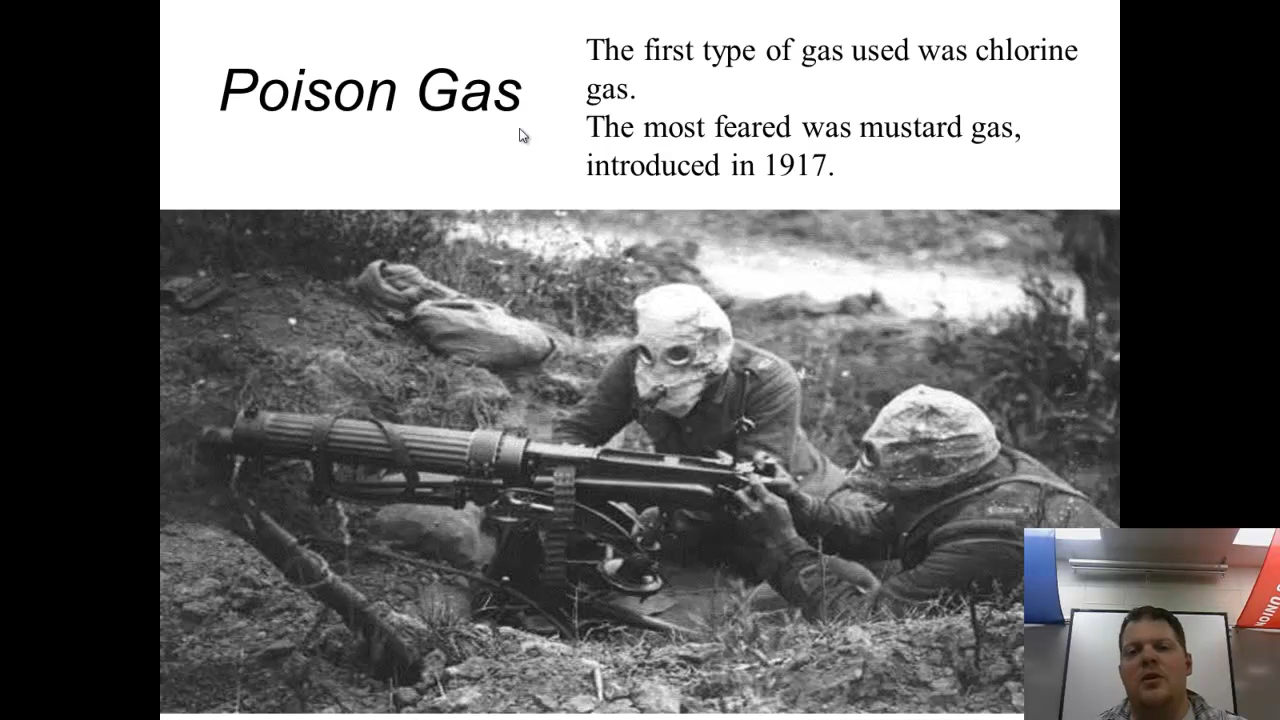 Poison Gas
The first type of gas used was chlorine
gas.
The most feared was mustard gas,
introduced in 1917.
UNION